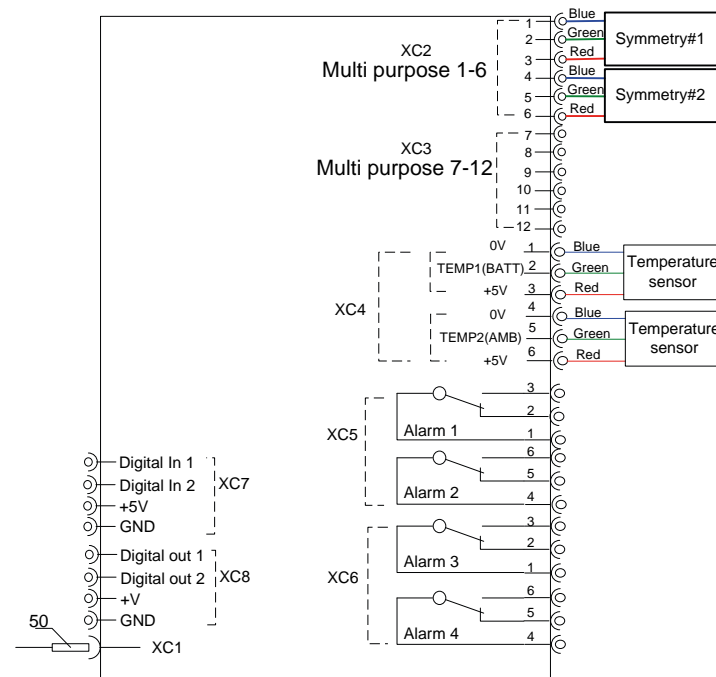 1 Blue
2 Green
3 Red
Symmetry#1
XC2
Multi purpose 1-6
4 Blue
5 Green
6 Red
Symmetry#2
7
8
XC3
Multi purpose 7-12
9
10
11
12
0V 1 Blue
TEMP1(BATT) 2 Green
+5V 3 Red
Temperature
sensor
XC4
0V 4 Blue
TEMP2(AMB) 5 Green
+5V 6 Red
Temperature
sensor
3
2
Alarm 1 1
XC5
6
5
Alarm 2 4
3
2
Alarm 3 1
XC6
6
5
Alarm 4 4
Digital In 1
Digital In 2
XC7
+5V
GND
Digital out 1
Digital out 2
XC8
+V
GND
50
XC1